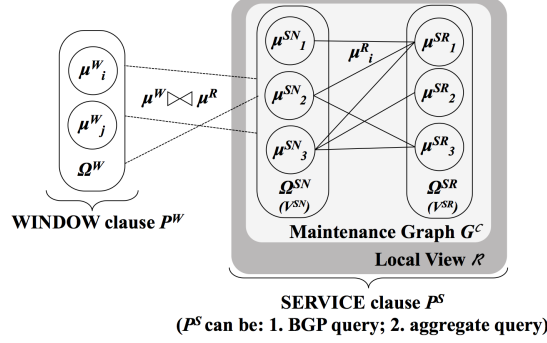 μ^W_i
μ^W_j
Ω^W
WINDOW clause P^W
μ^W ⋈ μ^R
μ^SN_1
μ^SN_2
μ^SN_3
Ω^SN
(V^SN)
μ^R_i
μ^SR_1
μ^SR_2
μ^SR_3
Ω^SR
(V^SR)
Maintenance Graph G^C
Local View ℛ
SERVICE clause P^S
(P^S can be: 1. BGP query; 2. aggregate query)